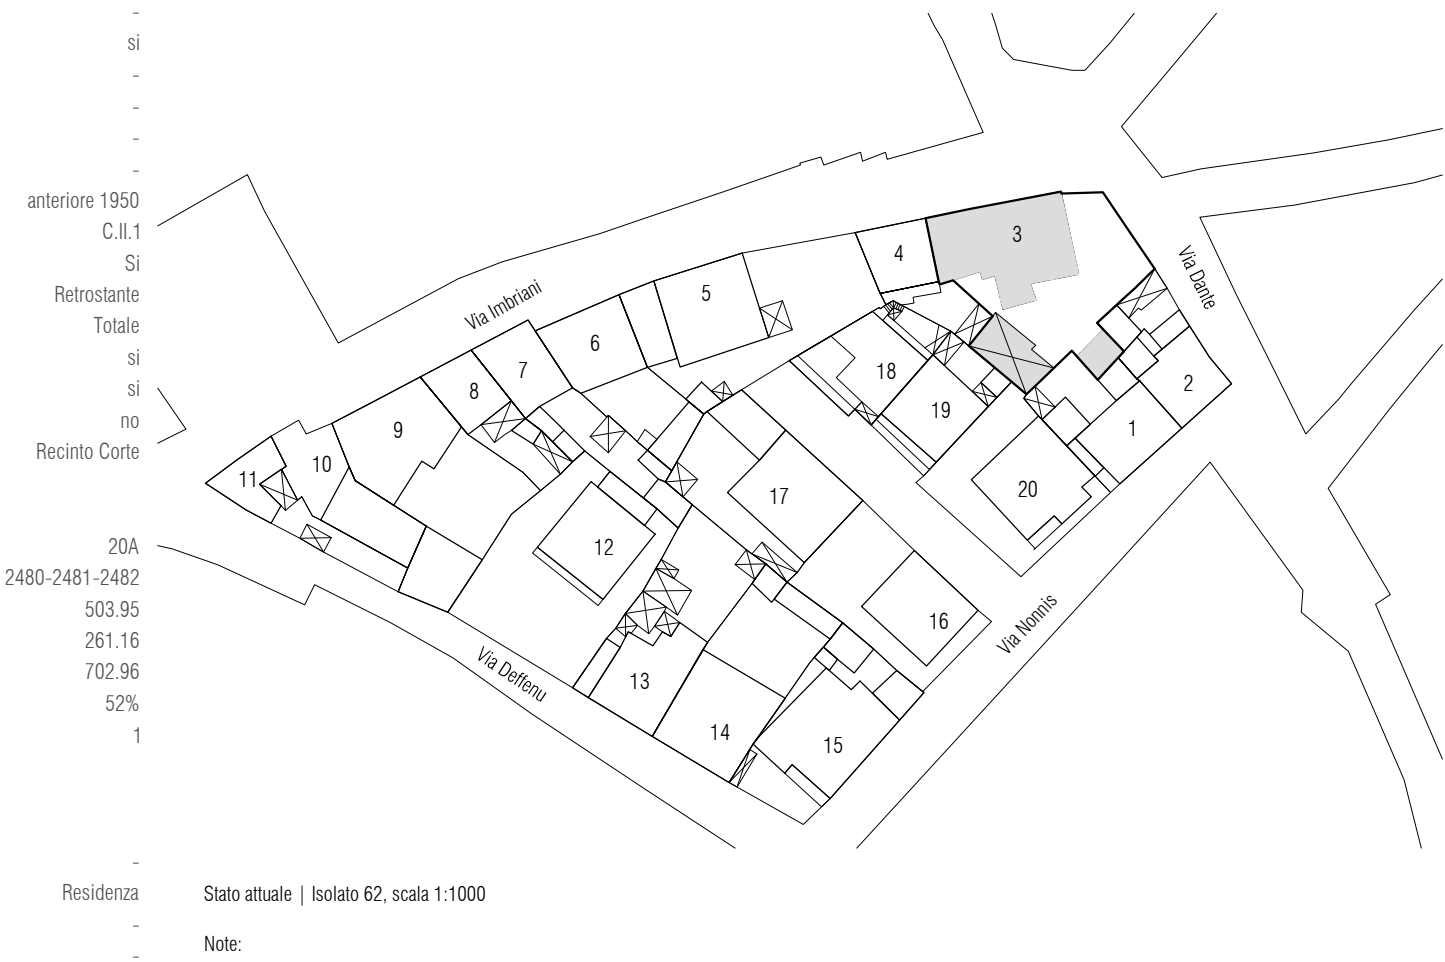 -
si
-
-
-
-
anteriore 1950
C.II.1
Si
Retrostante
Totale
si
si
no
Recinto Corte
20A
2480-2481-2482
503.95
261.16
702.96
52%
1
-
Residenza
-
-
3
4
Via Dante
5
Via Imbriani
6
7
8
18
2
19
9
1
10
11
20
17
12
16
Via Nonnis
Via Deffenu
13
14
15
Stato attuale | Isolato 62, scala 1:1000
Note: